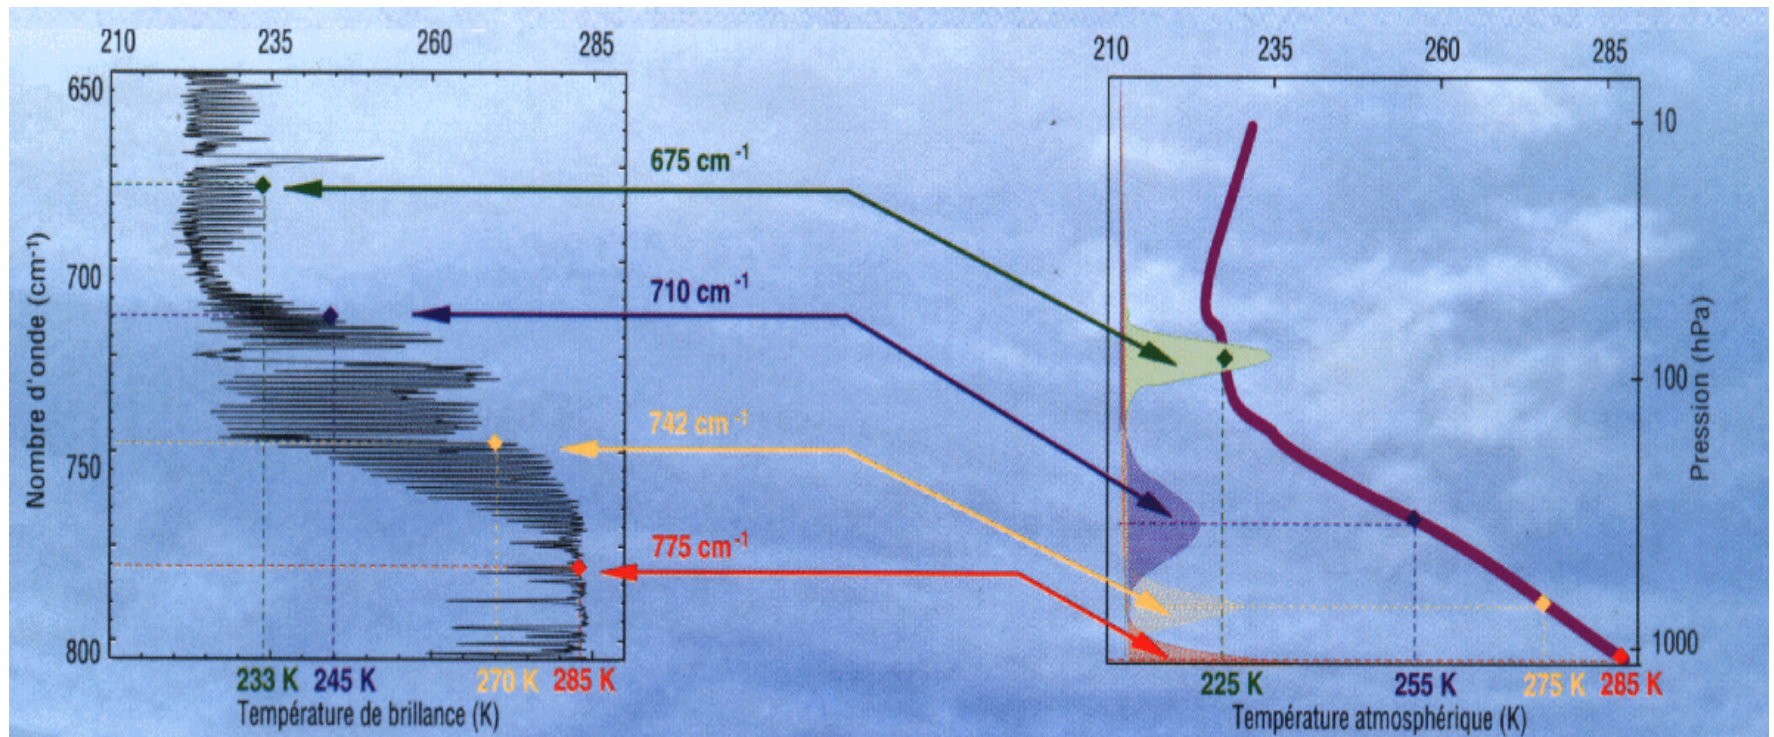 210 235 260 285
210 235 260 285
650
700
750
800
Nombre d'onde (cm-1)
675 cm-1
710 cm-1
742 cm-1
775 cm-1
10
100
1000
Pression (hPa)
233 K 245 K 270 K 285 K
Température de brillance (K)
225 K 255 K 275 K 285 K
Température atmosphérique (K)